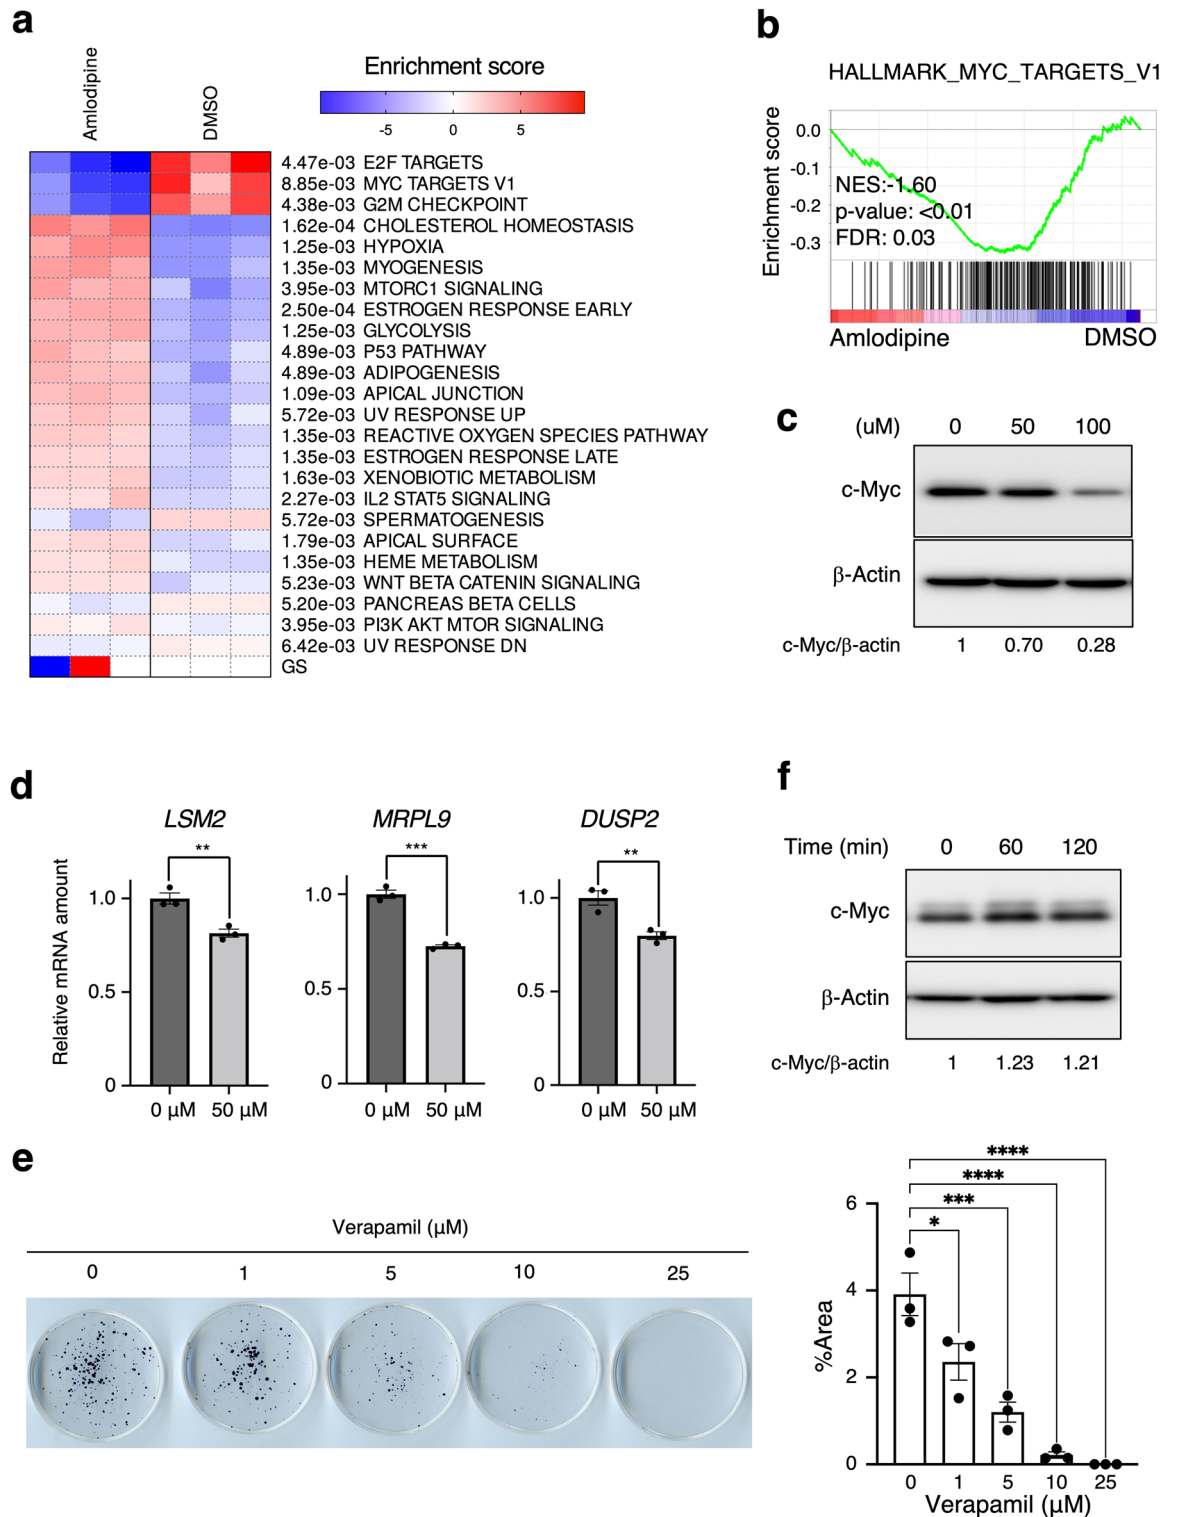 a
Amlodipine
DMSO
Enrichment score
-5 0 5
4.47e-03 E2F TARGETS
8.85e-03 MYC TARGETS V1
4.38e-03 G2M CHECKPOINT
1.62e-04 CHOLESTEROL HOMEOSTASIS
1.25e-03 HYPOXIA
1.35e-03 MYOGENESIS
3.95e-03 MTORC1 SIGNALING
2.50e-04 ESTROGEN RESPONSE EARLY
1.25e-03 GLYCOLYSIS
4.89e-03 P53 PATHWAY
4.89e-03 ADIPOGENESIS
1.09e-03 APICAL JUNCTION
5.72e-03 UV RESPONSE UP
1.35e-03 REACTIVE OXYGEN SPECIES PATHWAY
1.35e-03 ESTROGEN RESPONSE LATE
1.63e-03 XENOBIOTIC METABOLISM
2.27e-03 IL2 STAT5 SIGNALING
5.72e-03 SPERMATOGENESIS
1.79e-03 APICAL SURFACE
1.35e-03 HEME METABOLISM
5.23e-03 WNT BETA CATENIN SIGNALING
5.20e-03 PANCREAS BETA CELLS
3.95e-03 PI3K AKT MTOR SIGNALING
6.42e-03 UV RESPONSE DN
GS
b
HALLMARK_MYC_TARGETS_V1
Enrichment score
0.0
-0.1
-0.2
-0.3
NES:-1.60
p-value: <0.01
FDR: 0.03
Amlodipine DMSO
c
(uM) 0 50 100
c-Myc
β-Actin
c-Myc/β-actin 1 0.70 0.28
d
Relative mRNA amount
LSM2
**
1.0
0.5
0
0 μM 50 μM
MRPL9
***
1.0
0.5
0
0 μM 50 μM
DUSP2
**
1.0
0.5
0
0 μM 50 μM
f
Time (min) 0 60 120
c-Myc
β-Actin
c-Myc/β-actin 1 1.23 1.21
e
Verapamil (μM)
0 1 5 10 25
****
****
***
*
%Area
6
4
2
0
0 1 5 10 25
Verapamil (μM)